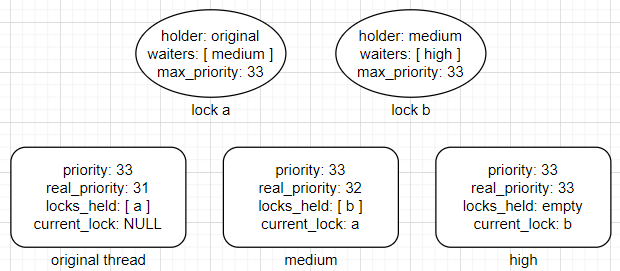 holder: original
waiters: [ medium ]
max_priority: 33
lock a
holder: medium
waiters: [ high ]
max_priority: 33
lock b
priority: 33
real_priority: 31
locks_held: [ a ]
current_lock: NULL
original thread
priority: 33
real_priority: 32
locks_held: [ b ]
current_lock: a
medium
priority: 33
real_priority: 33
locks_held: empty
current_lock: b
high